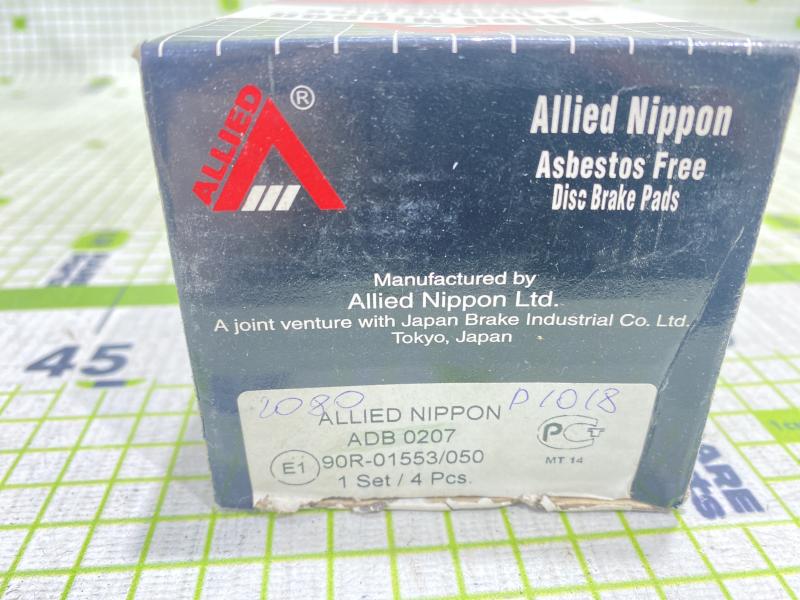 ALLIED
®
Allied Nippon
Asbestos Free
Disc Brake Pads
Manufactured by
Allied Nippon Ltd.
A joint venture with Japan Brake Industrial Co. Ltd.
Tokyo, Japan
45
2080
P1018
ALLIED NIPPON
ADB 0207
E1 90R-01553/050
1 Set / 4 Pcs.
PCT
MT 14